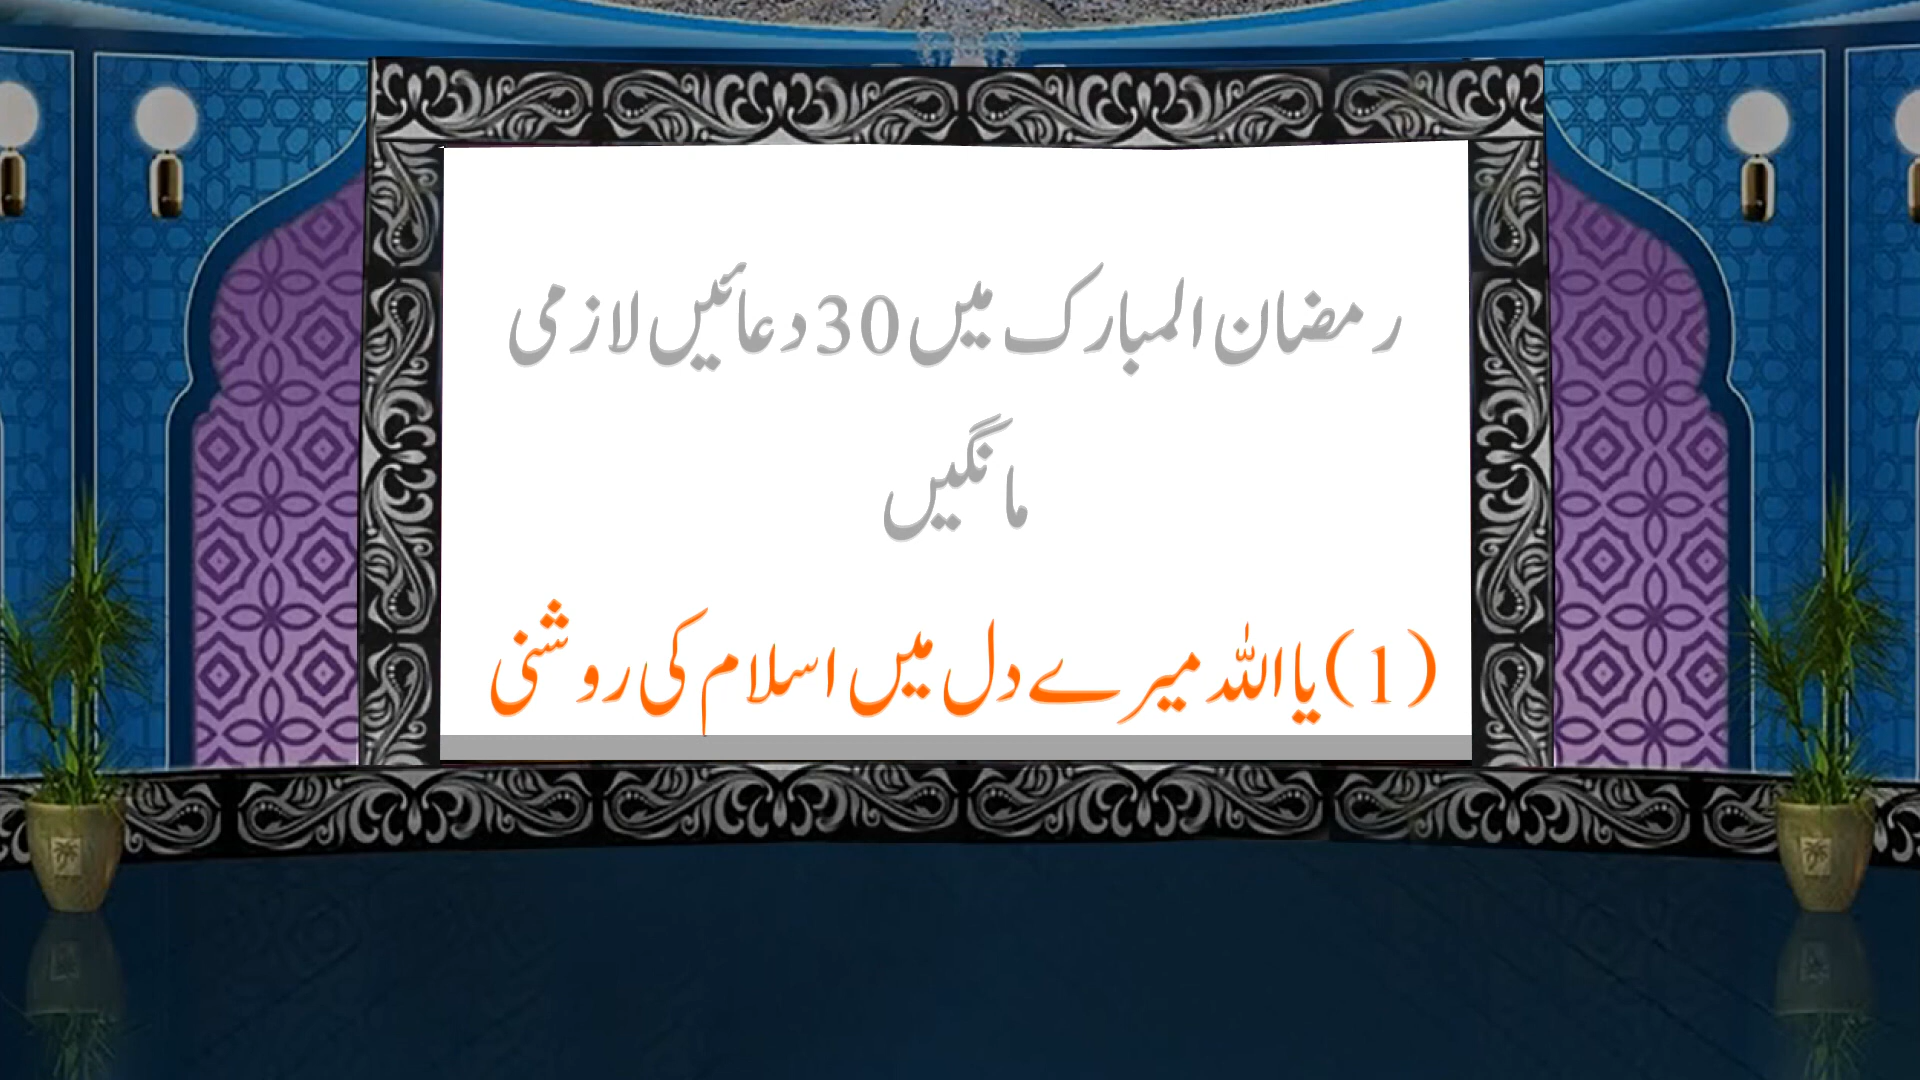 رمضان المبارک میں 30 دعائیں لازمی
مانگیں
(1) یا اللہ میرے دل میں اسلام کی روشنی